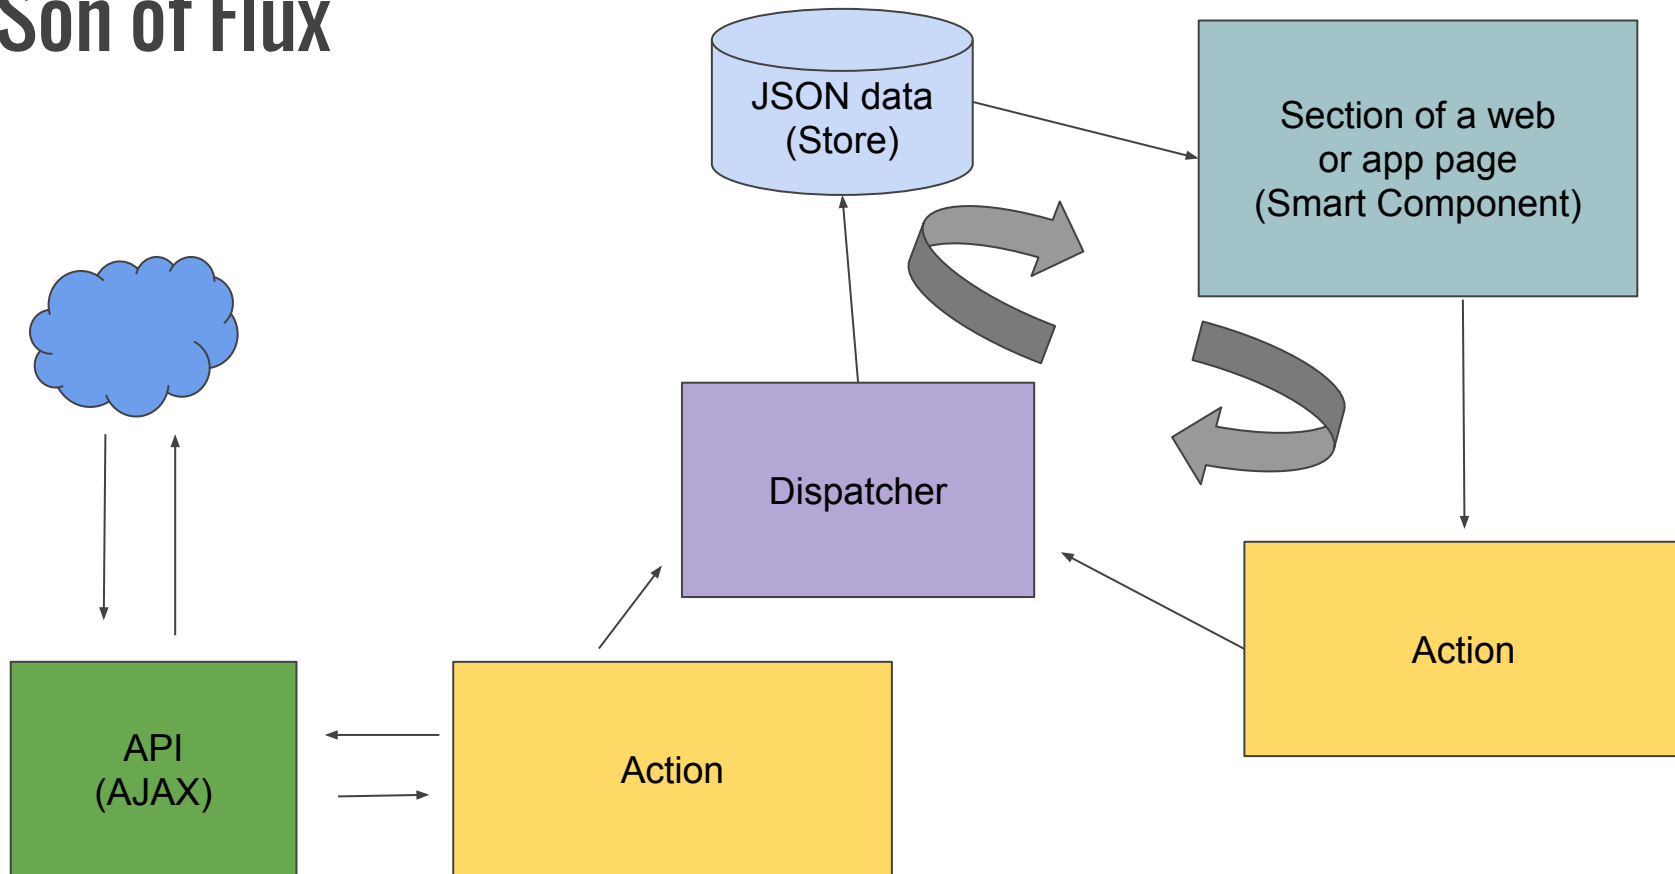 Son of Flux
JSON data
(Store)
Section of a web
or app page
(Smart Component)
Dispatcher
Action
API
(AJAX)
Action